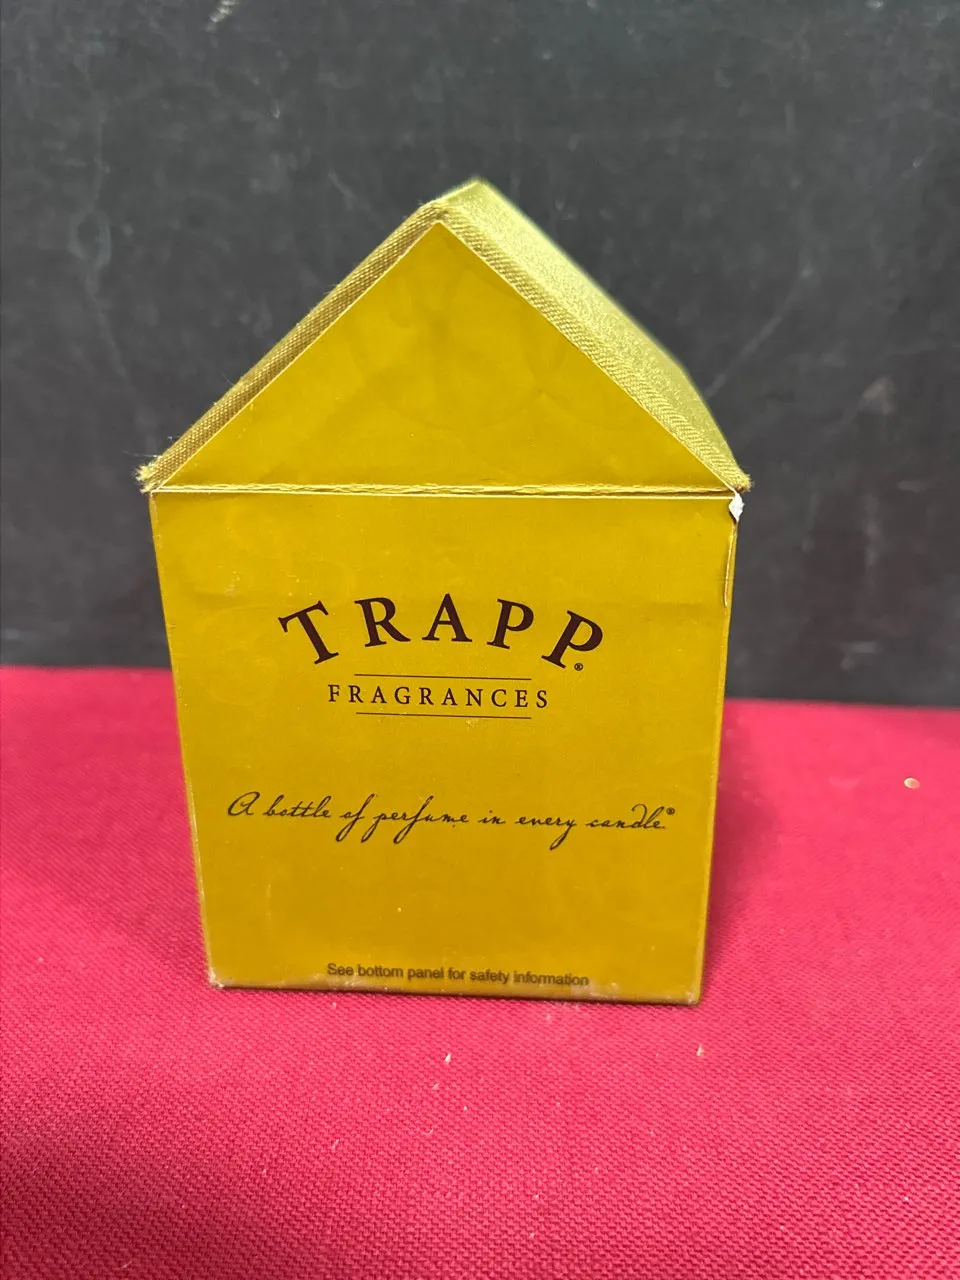 TRAPP®
FRAGRANCES
A bottle of perfume in every candle.®
See bottom panel for safety information